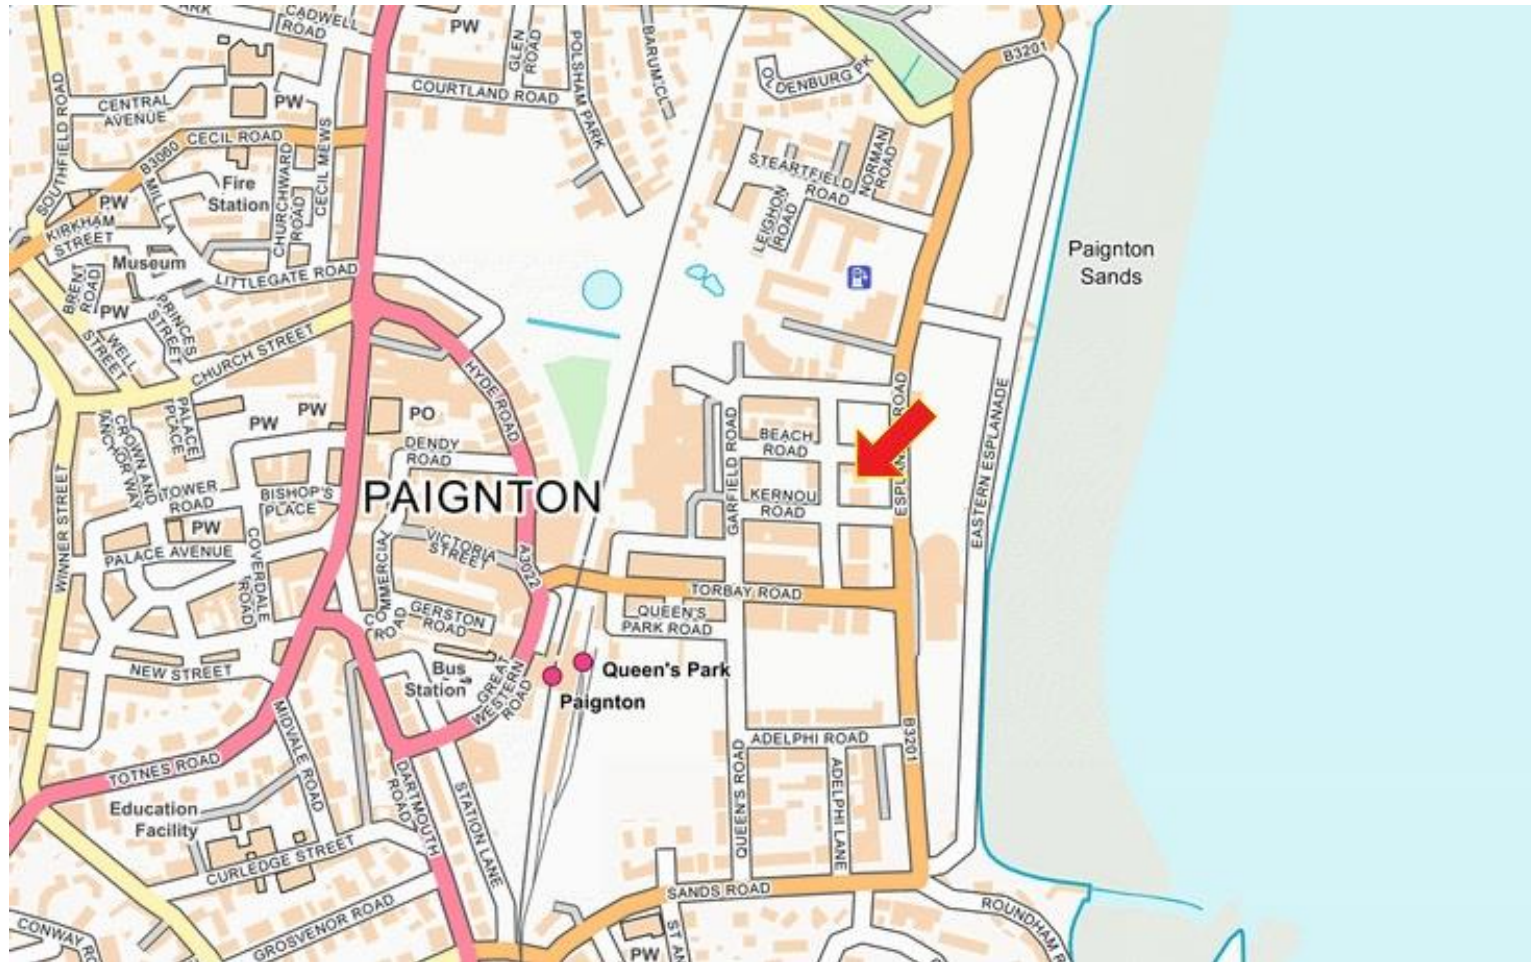 ARK
CADWELL
ROAD
PW
GLEN
ROAD
POLSHAM PARK
BARUM CL
OLDENBURG PK
B3201
COURTLAND ROAD
SOUTHFIELD ROAD
CENTRAL
AVENUE
PW
CECIL ROAD
B3060
CECIL MEWS
CHURCHWARD
ROAD
STEARTFIELD
ROAD
NORMAN
ROAD
LEIGHON
ROAD
Fire
Station
MILL LA
PW
KIRKHAM
STREET
Museum
BRENT
ROAD
LITTLEGATE ROAD
Paignton
Sands
PW
PRINCES
STREET
WELL
STREET
CHURCH STREET
HYDE ROAD
PALACE
PLACE
PW
PW
PO
DENDY
ROAD
CROWN AND
ANCHOR WAY
TOWER
ROAD
BISHOP'S
PLACE
PAIGNTON
GARFIELD ROAD
BEACH
ROAD
KERNOU
ROAD
ESPLAN
ROAD
EASTERN ESPLANADE
WINNER STREET
PW
PALACE AVENUE
COVERDALE
ROAD
COMMERCIAL
ROAD
VICTORIA
STREET
A3022
TORBAY ROAD
GERSTON
ROAD
QUEEN'S
PARK ROAD
NEW STREET
Bus
Station
GREAT
WESTERN
ROAD
Queen's Park
Paignton
MIDVALE ROAD
TOTNES ROAD
DARTMOUTH
ROAD
STATION LANE
QUEEN'S ROAD
ADELPHI ROAD
ADELPHI LANE
B3201
Education
Facility
CURLEDGE STREET
SANDS ROAD
ROUNDHAM R
GROSVENOR ROAD
CONWAY RO
PW
ST AN